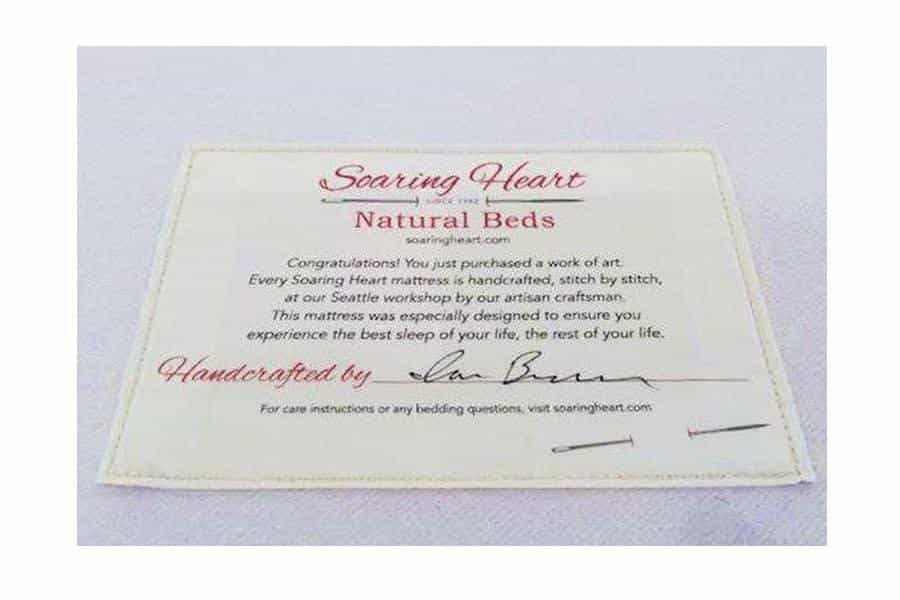 Soaring Heart
SINCE 1982
Natural Beds
soaringheart.com
Congratulations! You just purchased a work of art.
Every Soaring Heart mattress is handcrafted, stitch by stitch,
at our Seattle workshop by our artisan craftsman.
This mattress was especially designed to ensure you
experience the best sleep of your life, the rest of your life.
Handcrafted by
For care instructions or any bedding questions, visit soaringheart.com